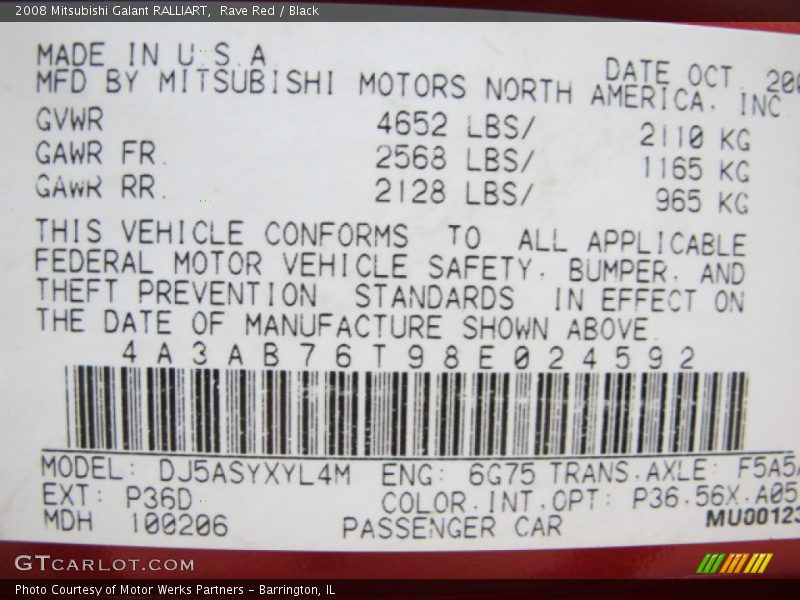 2008 Mitsubishi Galant RALLIART,  Rave Red / Black
MADE IN U.S.A
DATE OCT. 200
MFD BY MITSUBISHI MOTORS NORTH AMERICA. INC
GVWR 4652 LBS/ 2110 KG
GAWR FR. 2568 LBS/ 1165 KG
GAWR RR. 2128 LBS/ 965 KG
THIS VEHICLE CONFORMS TO ALL APPLICABLE
FEDERAL MOTOR VEHICLE SAFETY. BUMPER. AND
THEFT PREVENTION STANDARDS IN EFFECT ON
THE DATE OF MANUFACTURE SHOWN ABOVE.
4A3AB76T98E024592
MODEL: DJ5ASYXYL4M ENG: 6G75 TRANS.AXLE: F5A5A
EXT: P36D COLOR.INT.OPT: P36.56X.A05
MDH 100206 PASSENGER CAR MU00123
GTCARLOT.COM
Photo Courtesy of Motor Werks Partners - Barrington, IL